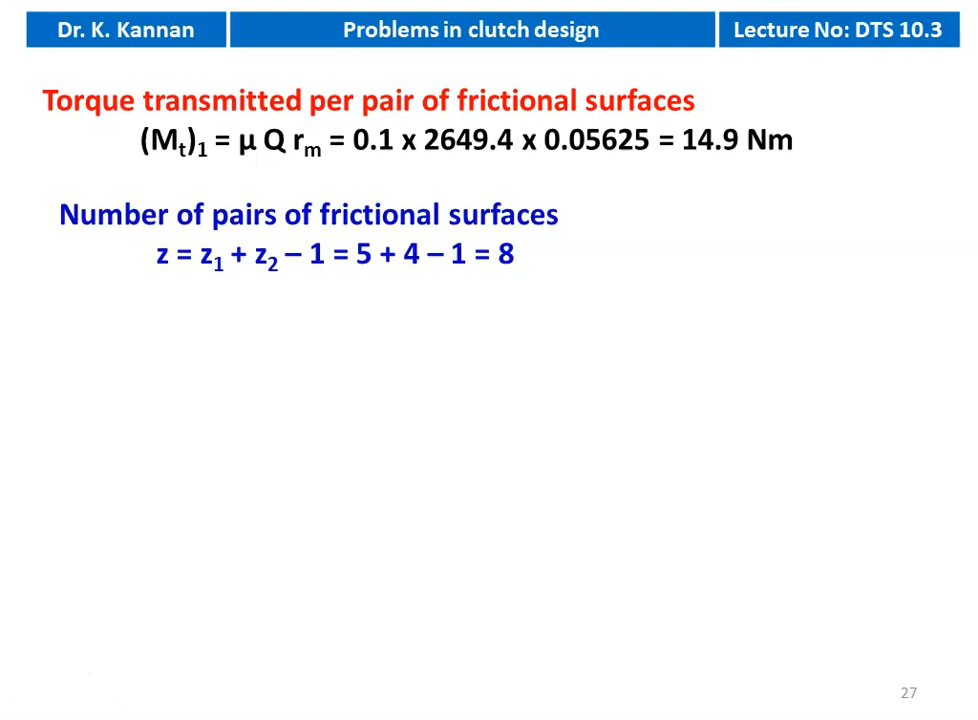 Dr. K. Kannan
Problems in clutch design
Lecture No: DTS 10.3
Torque transmitted per pair of frictional surfaces
(Mt)1 = μ Q rm = 0.1 x 2649.4 x 0.05625 = 14.9 Nm
Number of pairs of frictional surfaces
z = z1 + z2 – 1 = 5 + 4 – 1 = 8
27